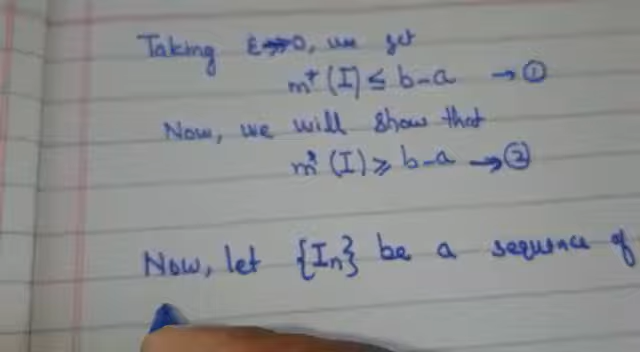 Taking ε→0, we get
m*(I) ≤ b-a → ①
Now, we will show that
m*(I) ≥ b-a → ②
Now, let {In} be a sequence of